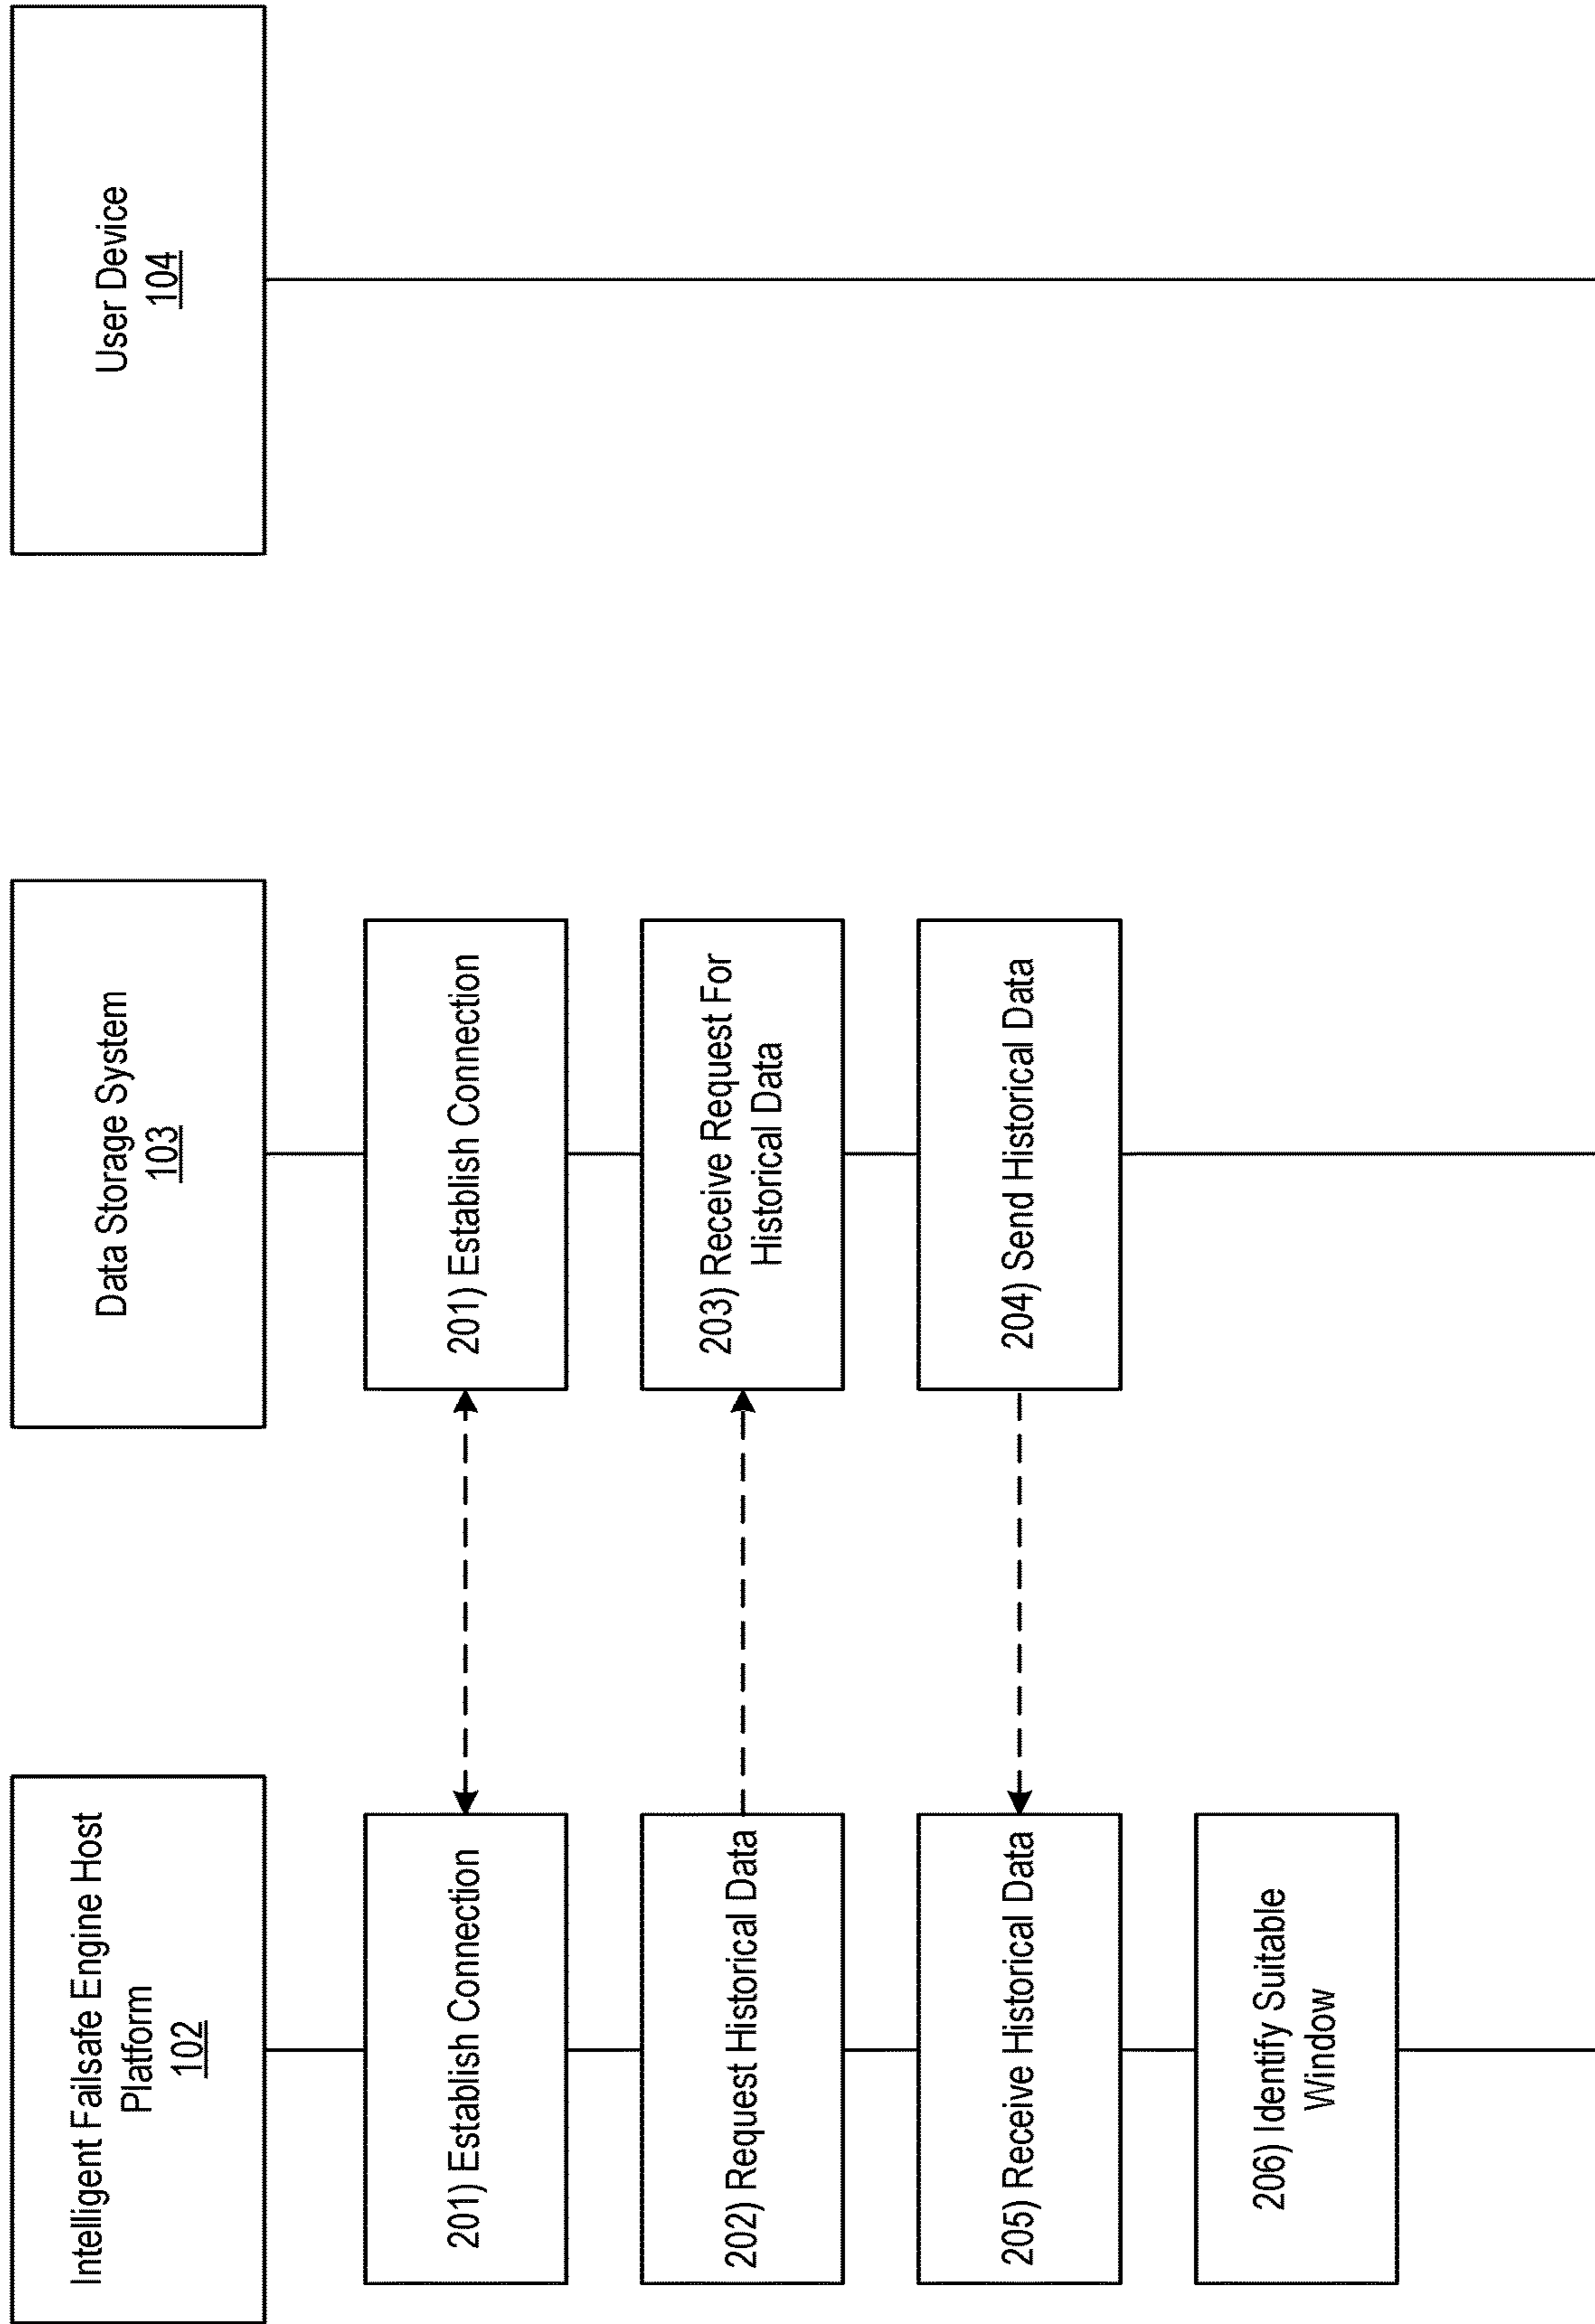 Intelligent Failsafe Engine Host
Platform
102
Data Storage System
103
User Device
104
201) Establish Connection
201) Establish Connection
202) Request Historical Data
203) Receive Request For
Historical Data
205) Receive Historical Data
204) Send Historical Data
206) Identify Suitable
Window